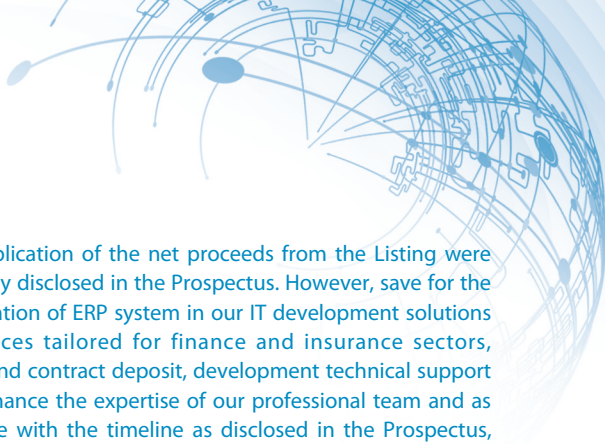 plication of the net proceeds from the Listing were
y disclosed in the Prospectus. However, save for the
ation of ERP system in our IT development solutions
ces tailored for finance and insurance sectors,
nd contract deposit, development technical support
hance the expertise of our professional team and as
e with the timeline as disclosed in the Prospectus,